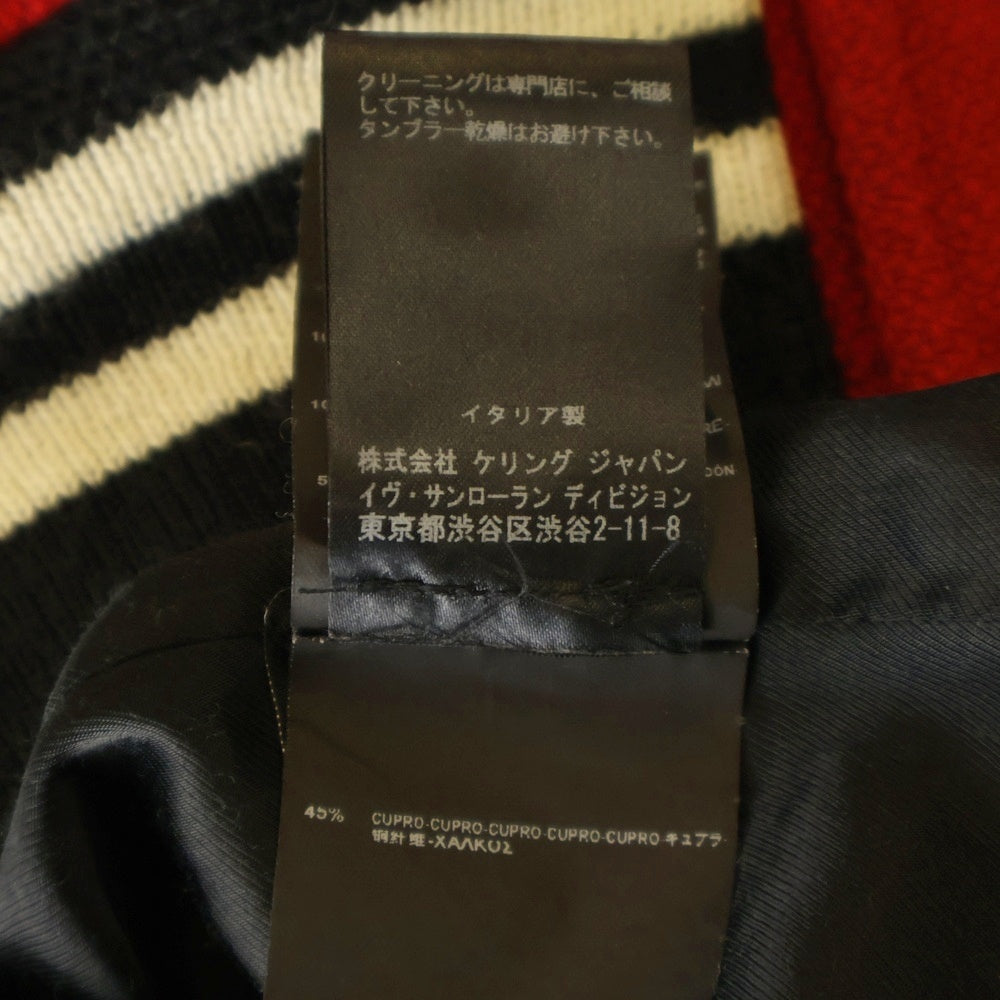 クリーニングは専門店に、ご相談
して下さい。
タンブラー乾燥はお避け下さい。
イタリア製
株式会社 ケリング ジャパン
イヴ・サンローラン ディビジョン
東京都渋谷区渋谷2-11-8
45% CUPRO-CUPRO-CUPRO-CUPRO-CUPRO-キュプラ-
ΧΑΛΚΟΣ